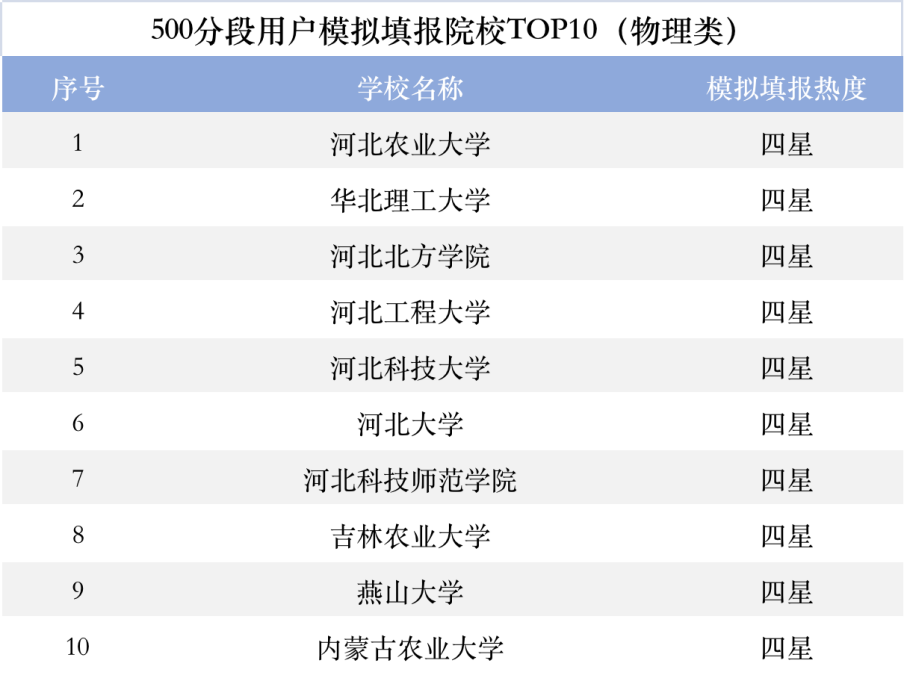 500分段用户模拟填报院校TOP10（物理类）
序号 学校名称 模拟填报热度
1 河北农业大学 四星
2 华北理工大学 四星
3 河北北方学院 四星
4 河北工程大学 四星
5 河北科技大学 四星
6 河北大学 四星
7 河北科技师范学院 四星
8 吉林农业大学 四星
9 燕山大学 四星
10 内蒙古农业大学 四星